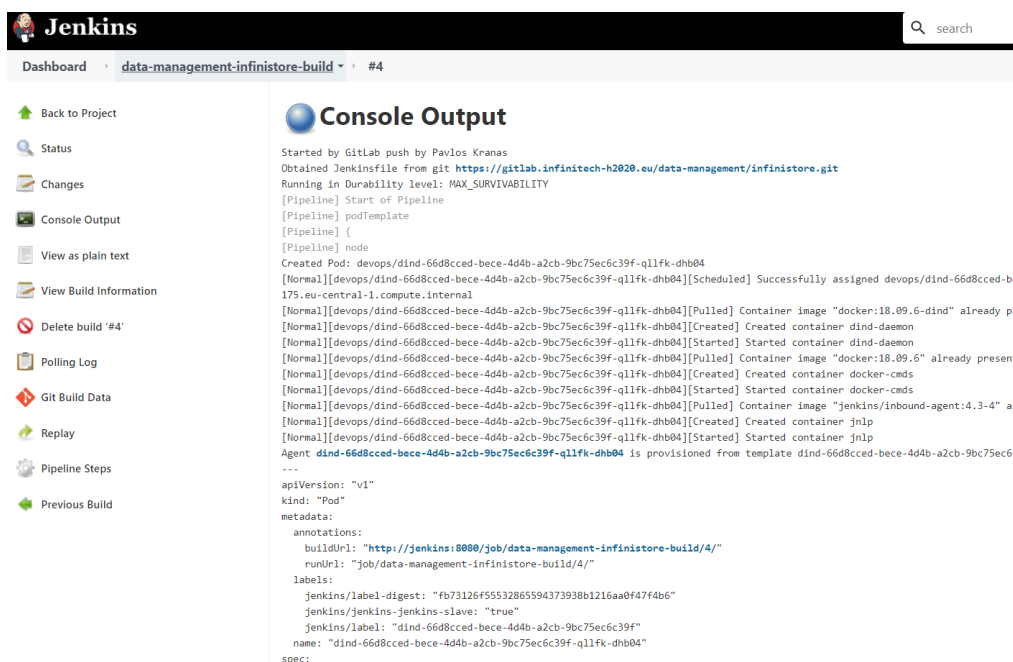 Jenkins
search
Dashboard
data-management-infinistore-build
#4
Back to Project
Status
Changes
Console Output
View as plain text
View Build Information
Delete build ‘#4’
Polling Log
Git Build Data
Replay
Pipeline Steps
Previous Build
Console Output
Started by GitLab push by Pavlos Kranas
Obtained Jenkinsfile from git https://gitlab.infinitech-h2020.eu/data-management/infinistore.git
Running in Durability level: MAX_SURVIVABILITY
[Pipeline] Start of Pipeline
[Pipeline] podTemplate
[Pipeline] {
[Pipeline] node
Created Pod: devops/dind-66d8cced-bece-4d4b-a2cb-9bc75ec6c39f-qllfk-dhb04
[Normal][devops/dind-66d8cced-bece-4d4b-a2cb-9bc75ec6c39f-qllfk-dhb04][Scheduled] Successfully assigned devops/dind-66d8cced-b
175.eu-central-1.compute.internal
[Normal][devops/dind-66d8cced-bece-4d4b-a2cb-9bc75ec6c39f-qllfk-dhb04][Pulled] Container image "docker:18.09.6-dind" already p
[Normal][devops/dind-66d8cced-bece-4d4b-a2cb-9bc75ec6c39f-qllfk-dhb04][Created] Created container dind-daemon
[Normal][devops/dind-66d8cced-bece-4d4b-a2cb-9bc75ec6c39f-qllfk-dhb04][Started] Started container dind-daemon
[Normal][devops/dind-66d8cced-bece-4d4b-a2cb-9bc75ec6c39f-qllfk-dhb04][Pulled] Container image "docker:18.09.6" already presen
[Normal][devops/dind-66d8cced-bece-4d4b-a2cb-9bc75ec6c39f-qllfk-dhb04][Created] Created container docker-cmds
[Normal][devops/dind-66d8cced-bece-4d4b-a2cb-9bc75ec6c39f-qllfk-dhb04][Started] Started container docker-cmds
[Normal][devops/dind-66d8cced-bece-4d4b-a2cb-9bc75ec6c39f-qllfk-dhb04][Pulled] Container image "jenkins/inbound-agent:4.3-4" a
[Normal][devops/dind-66d8cced-bece-4d4b-a2cb-9bc75ec6c39f-qllfk-dhb04][Created] Created container jnlp
[Normal][devops/dind-66d8cced-bece-4d4b-a2cb-9bc75ec6c39f-qllfk-dhb04][Started] Started container jnlp
Agent dind-66d8cced-bece-4d4b-a2cb-9bc75ec6c39f-qllfk-dhb04 is provisioned from template dind-66d8cced-bece-4d4b-a2cb-9bc75ec6
---
apiVersion: "v1"
kind: "Pod"
metadata:
annotations:
buildUrl: "http://jenkins:8080/job/data-management-infinistore-build/4/"
runUrl: "job/data-management-infinistore-build/4/"
labels:
jenkins/label-digest: "fb73126f55532865594373938b1216aa0f47f4b6"
jenkins/jenkins-jenkins-slave: "true"
jenkins/label: "dind-66d8cced-bece-4d4b-a2cb-9bc75ec6c39f"
name: "dind-66d8cced-bece-4d4b-a2cb-9bc75ec6c39f-qllfk-dhb04"
spec: